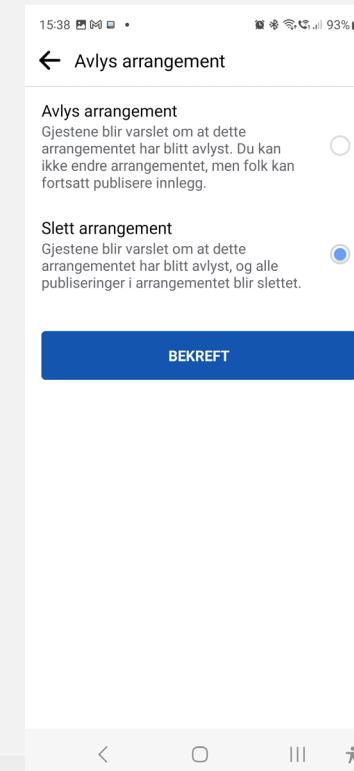 15:38 93%
Avlys arrangement
Avlys arrangement
Gjestene blir varslet om at dette
arrangementet har blitt avlyst. Du kan
ikke endre arrangementet, men folk kan
fortsatt publisere innlegg.
Slett arrangement
Gjestene blir varslet om at dette
arrangementet har blitt avlyst, og alle
publiseringer i arrangementet blir slettet.
BEKREFT